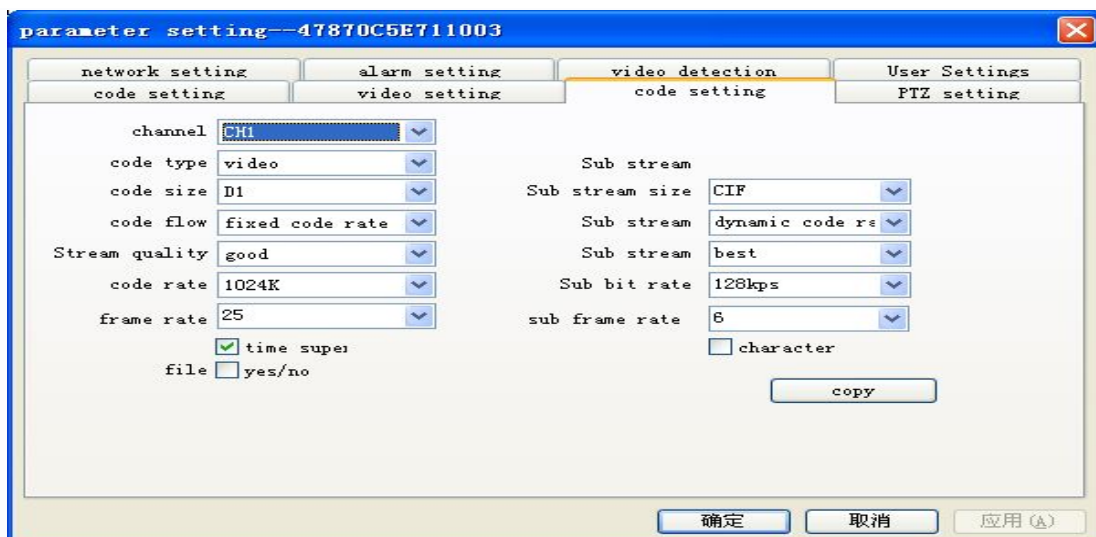 parameter setting--47870C5E711003
network setting alarm setting video detection User Settings
code setting video setting code setting PTZ setting
channel CH1
code type video Sub stream
code size D1 Sub stream size CIF
code flow fixed code rate Sub stream dynamic code ra
Stream quality good Sub stream best
code rate 1024K Sub bit rate 128kps
frame rate 25 sub frame rate 6
time super character
file yes/no
copy
确定 取消 应用(A)